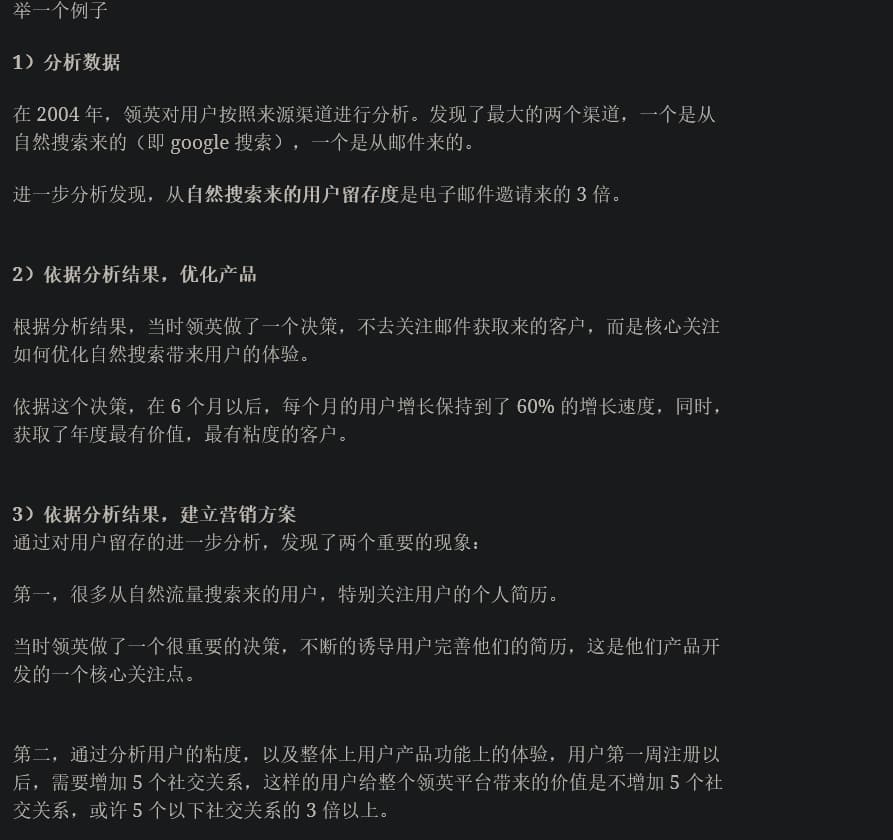 举一个例子
1）分析数据
在 2004 年，领英对用户按照来源渠道进行分析。发现了最大的两个渠道，一个是从
自然搜索来的（即 google 搜索），一个是从邮件来的。
进一步分析发现，从自然搜索来的用户留存度是电子邮件邀请来的 3 倍。
2）依据分析结果，优化产品
根据分析结果，当时领英做了一个决策，不去关注邮件获取来的客户，而是核心关注
如何优化自然搜索带来用户的体验。
依据这个决策，在 6 个月以后，每个月的用户增长保持到了 60% 的增长速度，同时，
获取了年度最有价值，最有粘度的客户。
3）依据分析结果，建立营销方案
通过对用户留存的进一步分析，发现了两个重要的现象：
第一，很多从自然流量搜索来的用户，特别关注用户的个人简历。
当时领英做了一个很重要的决策，不断的诱导用户完善他们的简历，这是他们产品开
发的一个核心关注点。
第二，通过分析用户的粘度，以及整体上用户产品功能上的体验，用户第一周注册以
后，需要增加 5 个社交关系，这样的用户给整个领英平台带来的价值是不增加 5 个社
交关系，或许 5 个以下社交关系的 3 倍以上。